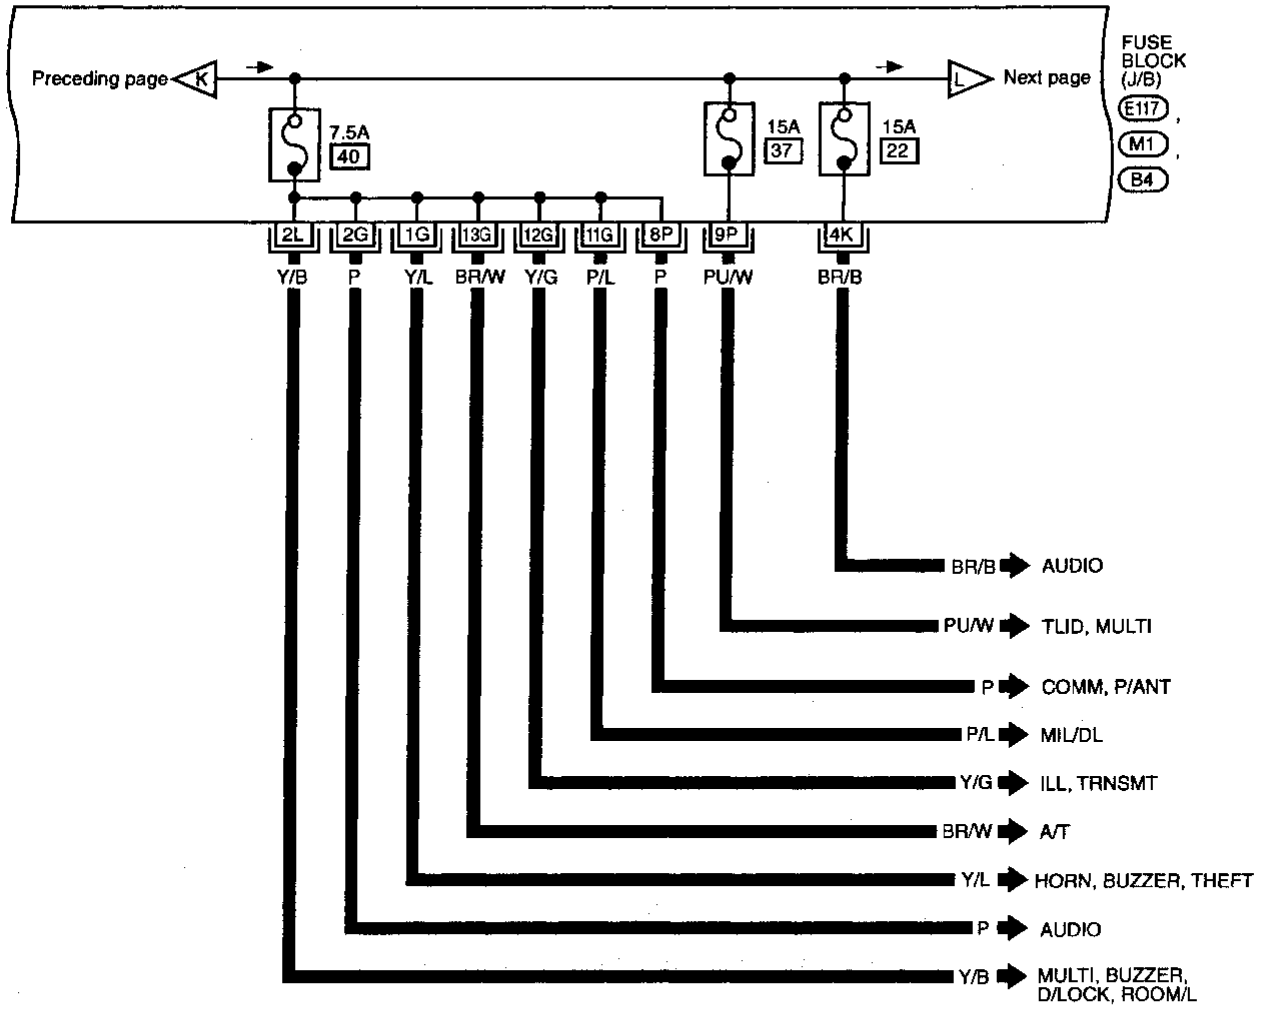 FUSE
BLOCK
(J/B)
E117 ,
M1 ,
B4
Preceding page K
L Next page
7.5A
40
15A
37
15A
22
2L 2G 1G 13G 12G 11G 8P 9P 4K
Y/B P Y/L BR/W Y/G P/L P PU/W BR/B
BR/B AUDIO
PU/W TLID, MULTI
P COMM, P/ANT
P/L MIL/DL
Y/G ILL, TRNSMT
BR/W A/T
Y/L HORN, BUZZER, THEFT
P AUDIO
Y/B MULTI, BUZZER,
D/LOCK, ROOM/L